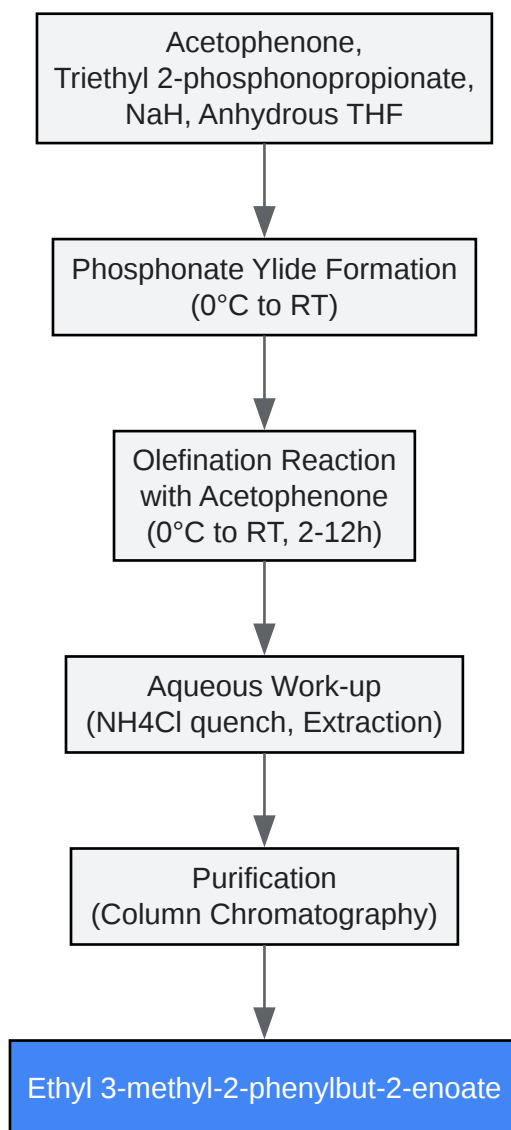 Acetophenone,
Triethyl 2-phosphonopropionate,
NaH, Anhydrous THF
Phosphonate Ylide Formation
(0°C to RT)
Olefination Reaction
with Acetophenone
(0°C to RT, 2-12h)
Aqueous Work-up
(NH4Cl quench, Extraction)
Purification
(Column Chromatography)
Ethyl 3-methyl-2-phenylbut-2-enoate